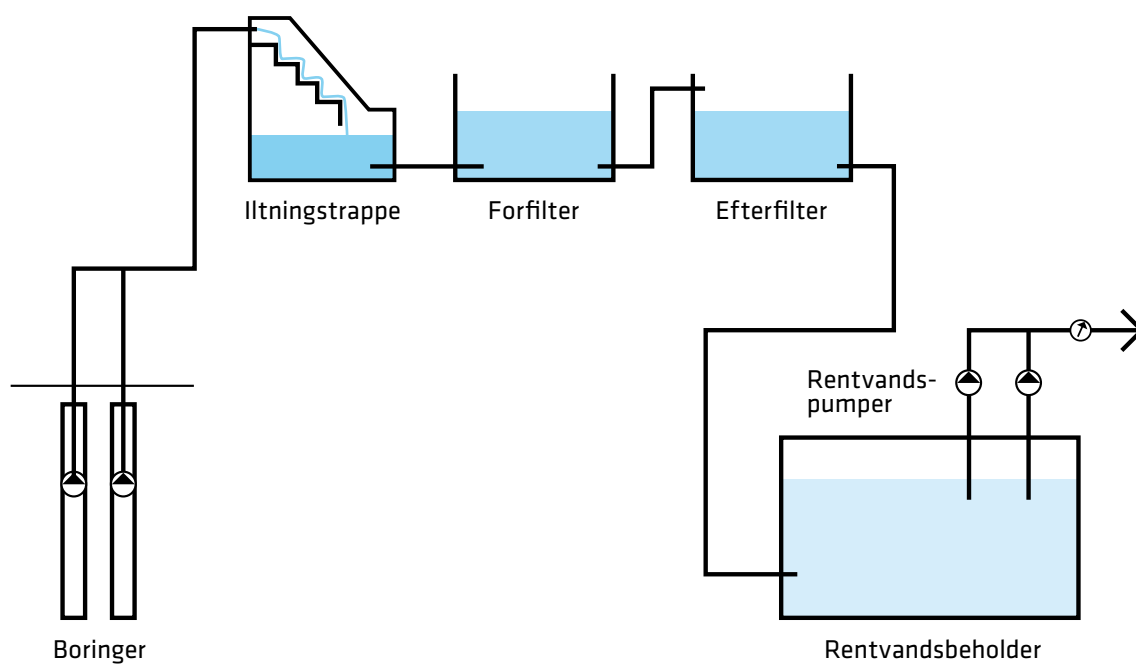 Iltningstrappe
Forfilter
Efterfilter
Rentvands-
pumper
Boringer
Rentvandsbeholder